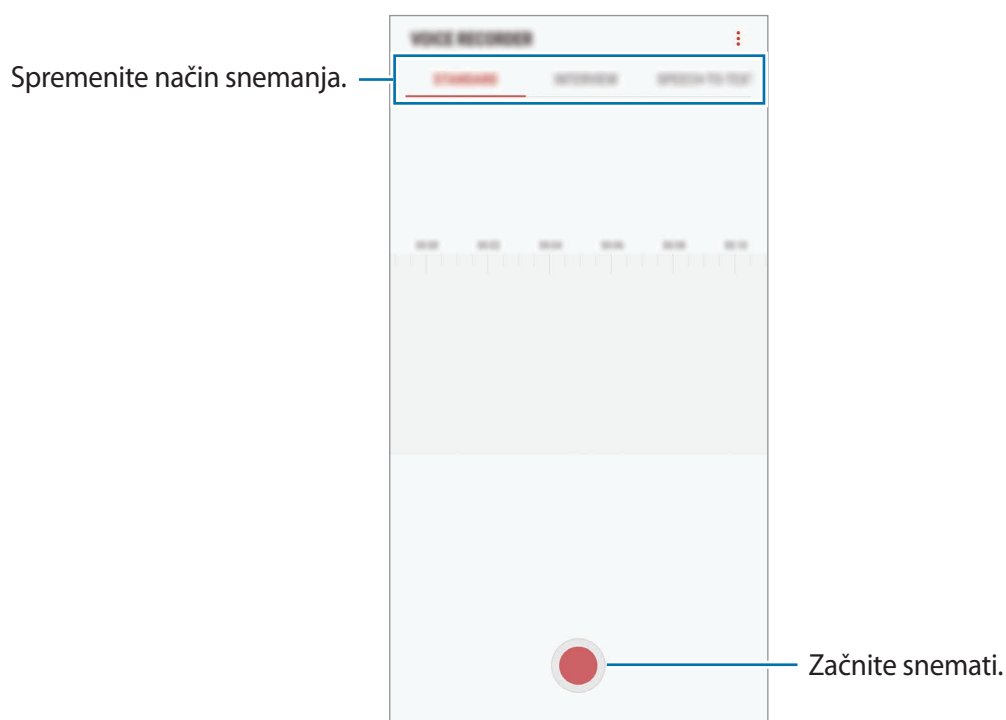 VOICE RECORDER
Spremenite način snemanja.
STANDARD INTERVIEW SPEECH-TO-TEXT
Začnite snemati.